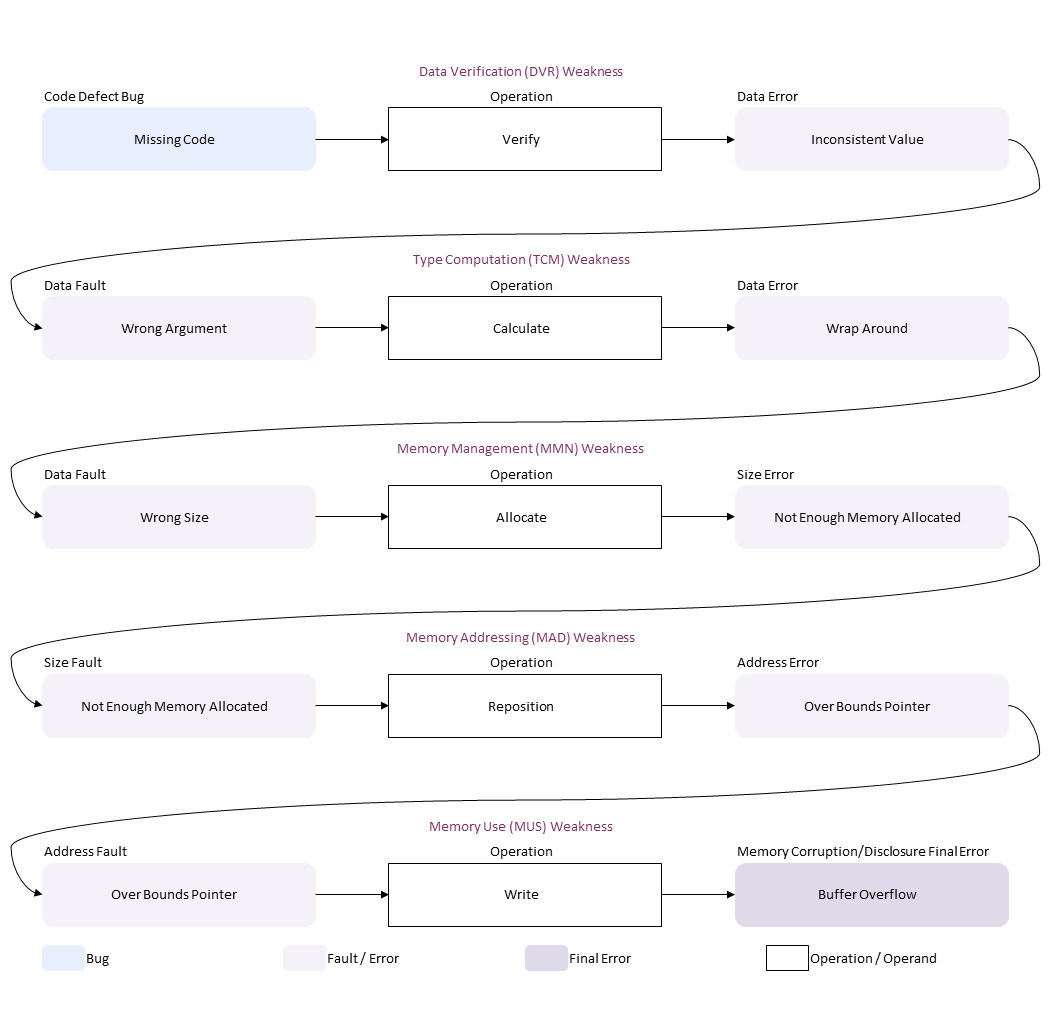 Data Verification (DVR) Weakness
Code Defect Bug
Operation
Data Error
Missing Code
Verify
Inconsistent Value
Type Computation (TCM) Weakness
Data Fault
Operation
Data Error
Wrong Argument
Calculate
Wrap Around
Memory Management (MMN) Weakness
Data Fault
Operation
Size Error
Wrong Size
Allocate
Not Enough Memory Allocated
Memory Addressing (MAD) Weakness
Size Fault
Operation
Address Error
Not Enough Memory Allocated
Reposition
Over Bounds Pointer
Memory Use (MUS) Weakness
Address Fault
Operation
Memory Corruption/Disclosure Final Error
Over Bounds Pointer
Write
Buffer Overflow
Bug
Fault / Error
Final Error
Operation / Operand